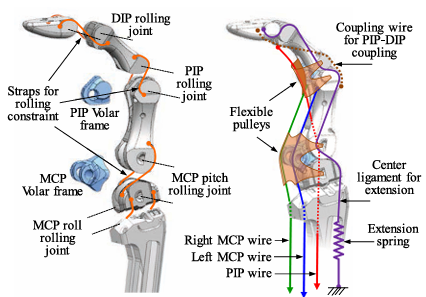 DIP rolling
joint
Straps for
rolling
constraint
PIP
rolling
joint
PIP Volar
frame
MCP
Volar frame
MCP pitch
rolling joint
MCP roll
rolling
joint
Coupling wire
for PIP-DIP
coupling
Flexible
pulleys
Center
ligament for
extension
Extension
spring
Right MCP wire
Left MCP wire
PIP wire